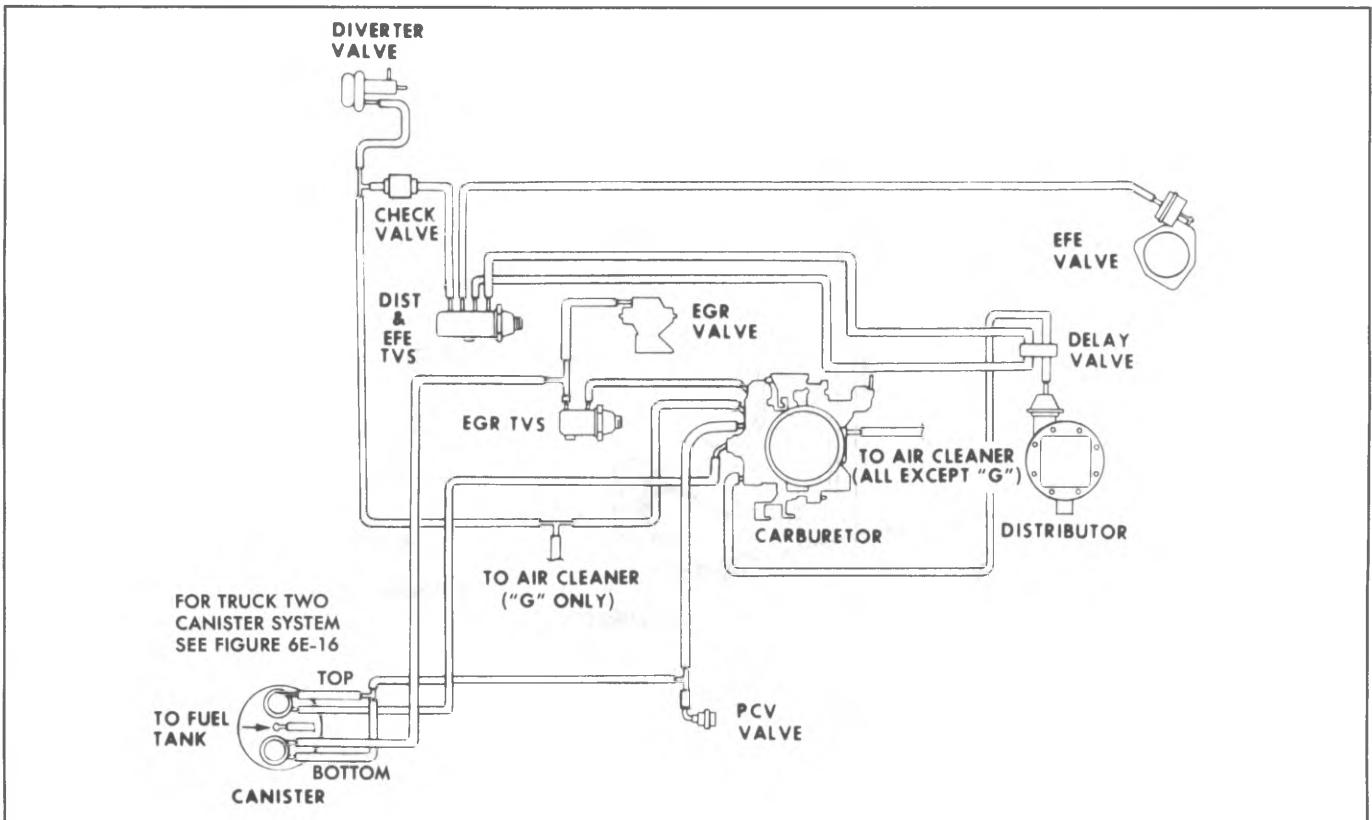 DIVERTER
VALVE
CHECK
VALVE
EFE
VALVE
DIST
&
EFE
TVS
EGR
VALVE
DELAY
VALVE
EGR TVS
TO AIR CLEANER
(ALL EXCEPT "G")
CARBURETOR
DISTRIBUTOR
TO AIR CLEANER
("G" ONLY)
FOR TRUCK TWO
CANISTER SYSTEM
SEE FIGURE 6E-16
TOP
TO FUEL
TANK
PCV
VALVE
BOTTOM
CANISTER